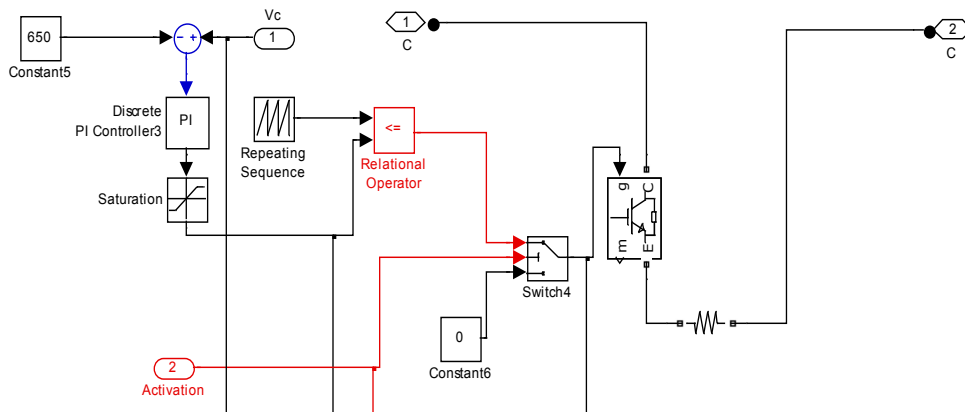 Vc
1
C
2
C
650
Constant5
- +
Discrete
PI Controller3
PI
Repeating
Sequence
<=
Relational
Operator
Saturation
g
C
m
E
Switch4
0
Constant6
2
Activation
1